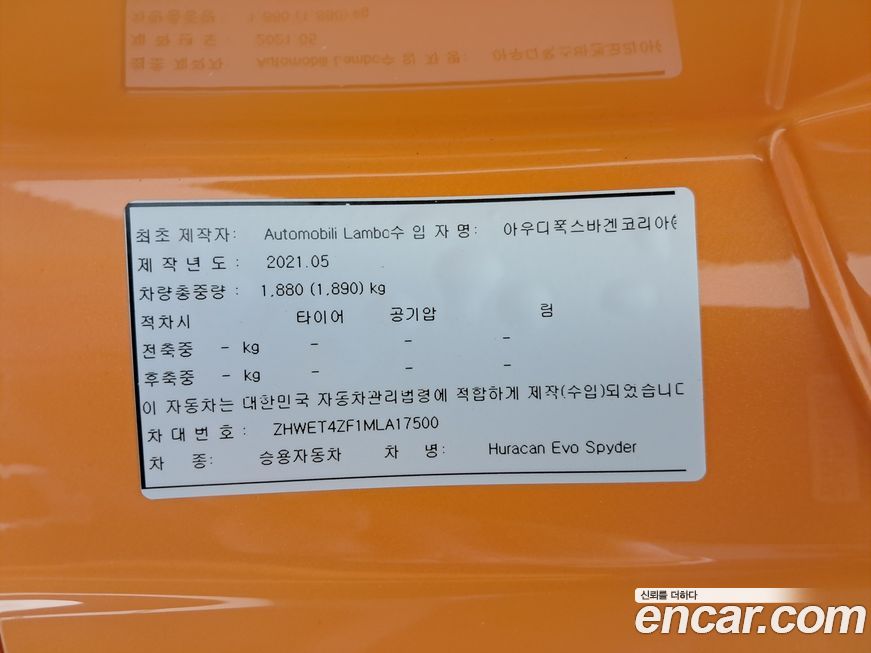 최초 제작자: Automobili Lambo수 입 자 명: 아우디폭스바겐코리아
제 작 년 도 : 2021.05
차량총중량 : 1,880 (1,890) kg
적차시 타이어 공기압 림
전축중 - kg - - -
후축중 - kg - - -
이 자동차는 대한민국 자동차관리법령에 적합하게 제작(수입)되었습니다
차 대 번 호 : ZHWET4ZF1MLA17500
차 종: 승용자동차 차 명: Huracan Evo Spyder
신뢰를 더하다
encar.com